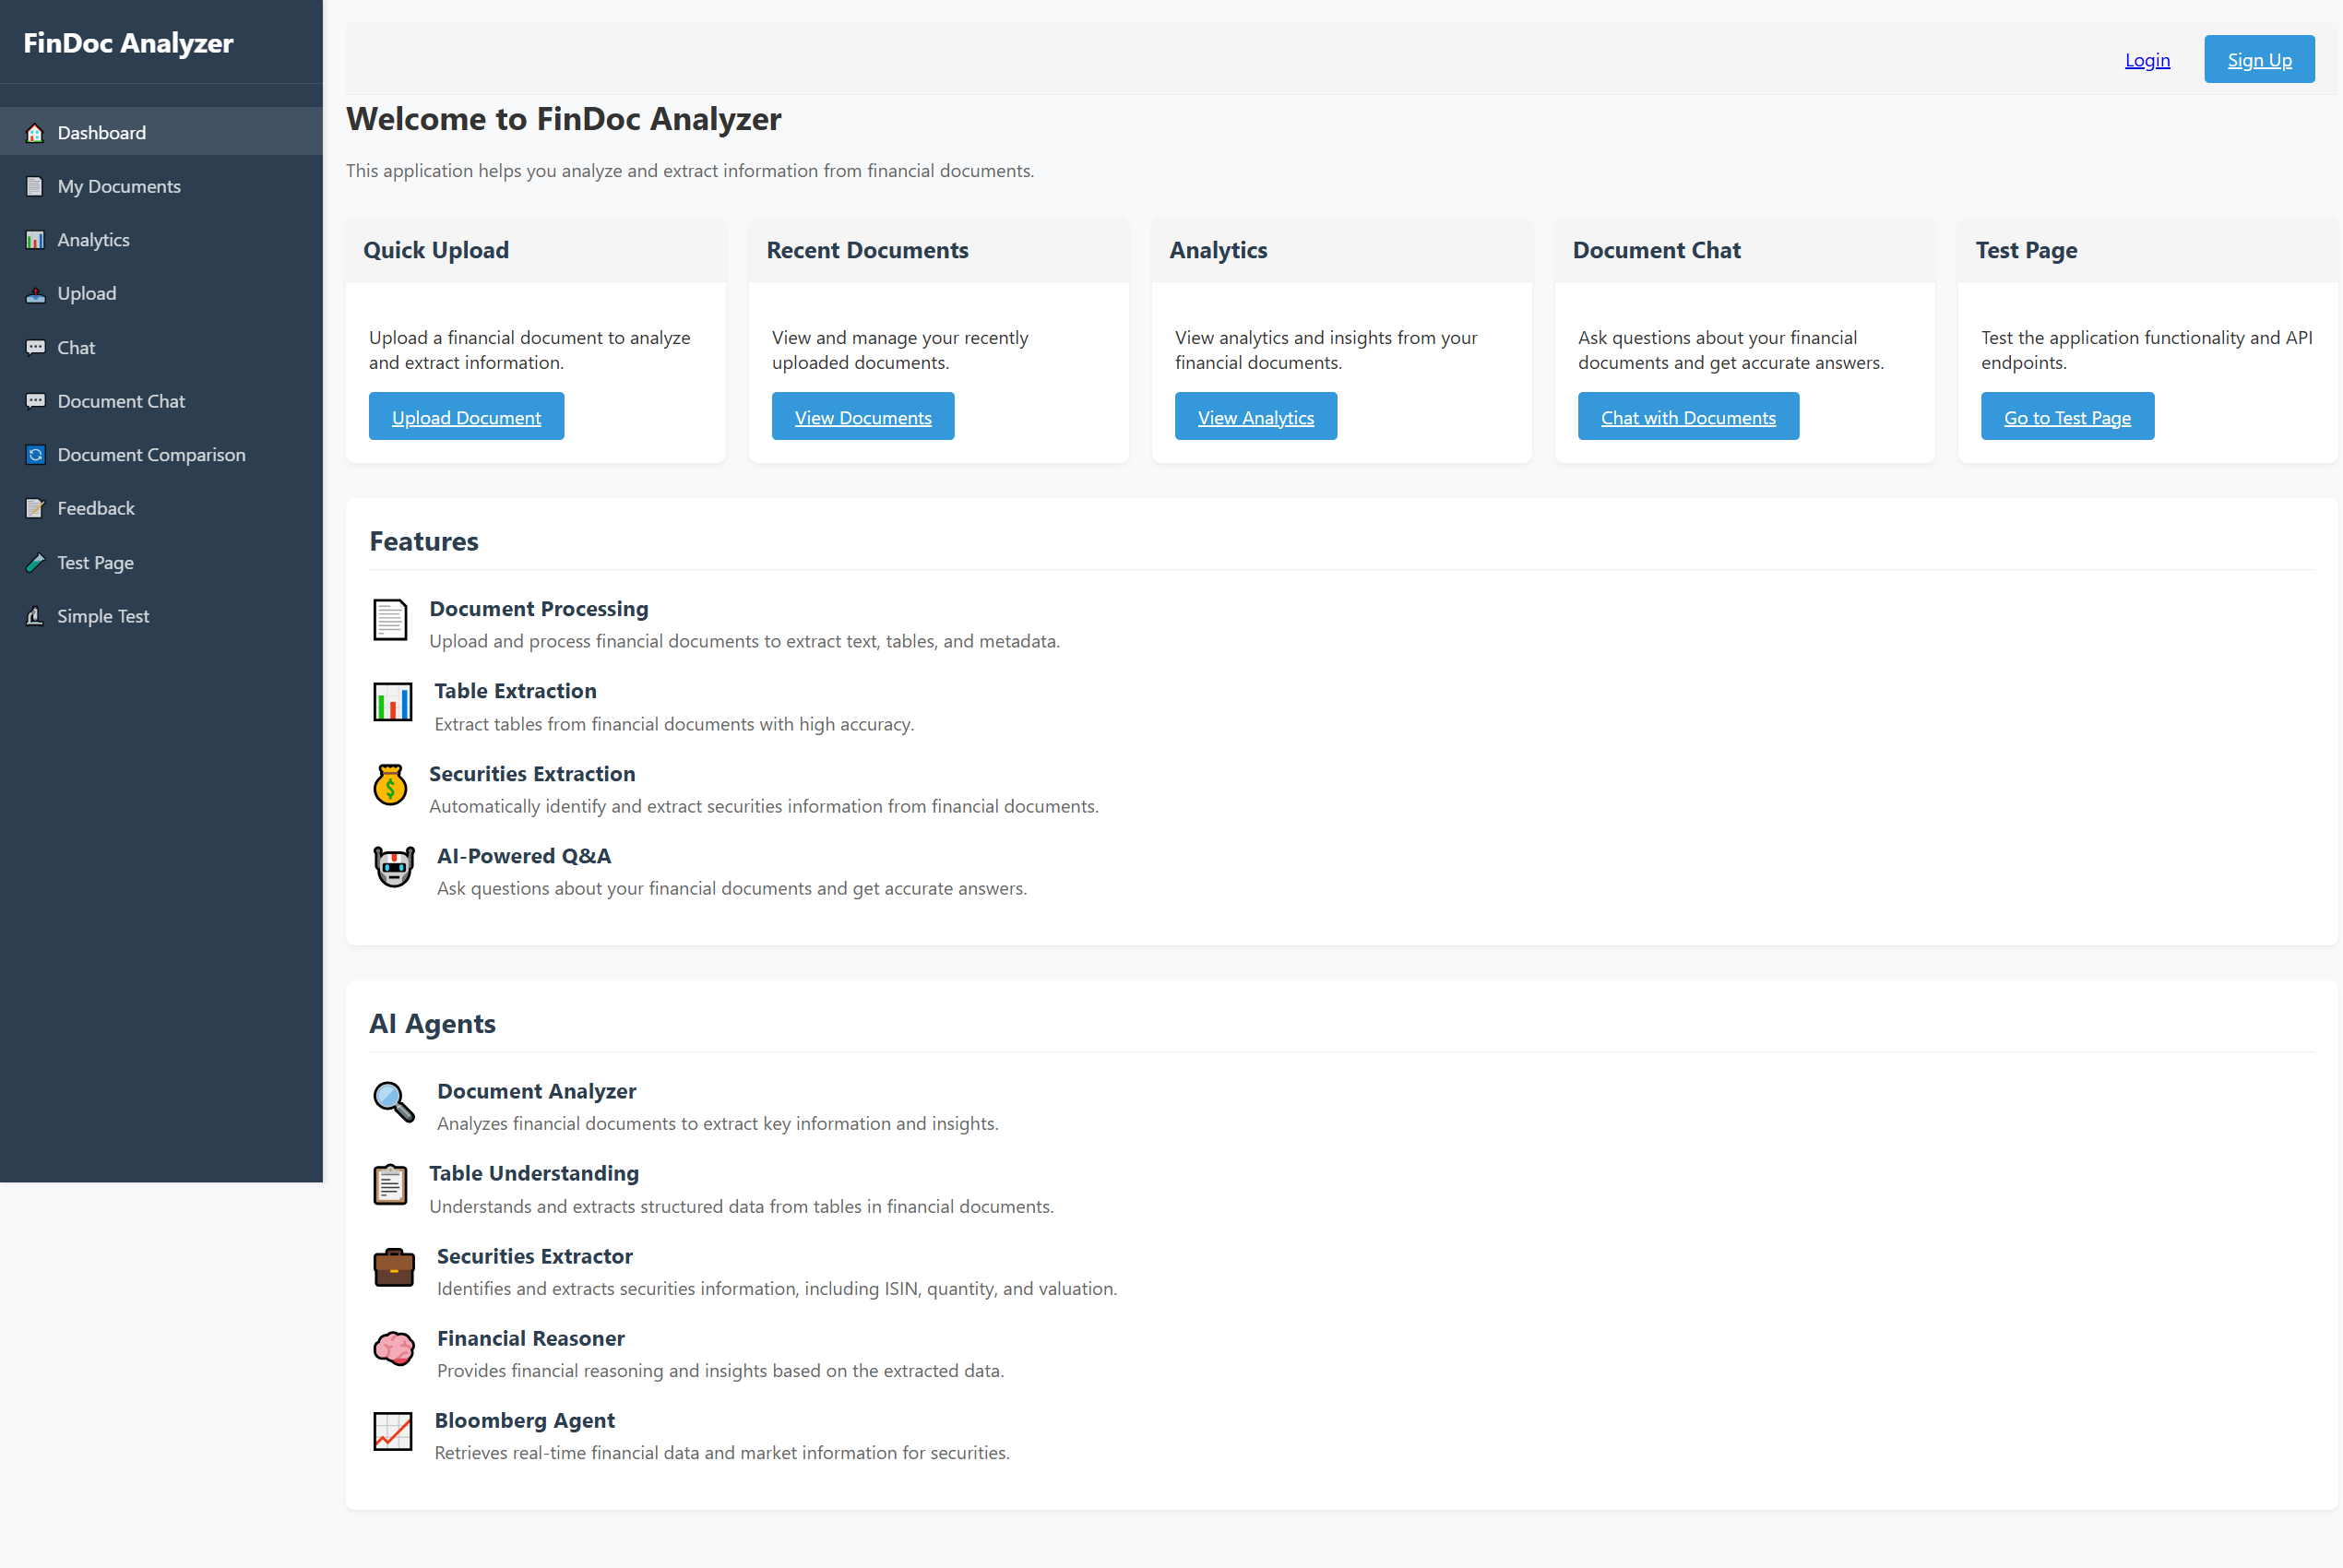 FinDoc Analyzer
Dashboard
My Documents
Analytics
Upload
Chat
Document Chat
Document Comparison
Feedback
Test Page
Simple Test
Login
Sign Up
Welcome to FinDoc Analyzer
This application helps you analyze and extract information from financial documents.
Quick Upload
Upload a financial document to analyze
and extract information.
Upload Document
Recent Documents
View and manage your recently
uploaded documents.
View Documents
Analytics
View analytics and insights from your
financial documents.
View Analytics
Document Chat
Ask questions about your financial
documents and get accurate answers.
Chat with Documents
Test Page
Test the application functionality and API
endpoints.
Go to Test Page
Features
Document Processing
Upload and process financial documents to extract text, tables, and metadata.
Table Extraction
Extract tables from financial documents with high accuracy.
Securities Extraction
Automatically identify and extract securities information from financial documents.
AI-Powered Q&A
Ask questions about your financial documents and get accurate answers.
AI Agents
Document Analyzer
Analyzes financial documents to extract key information and insights.
Table Understanding
Understands and extracts structured data from tables in financial documents.
Securities Extractor
Identifies and extracts securities information, including ISIN, quantity, and valuation.
Financial Reasoner
Provides financial reasoning and insights based on the extracted data.
Bloomberg Agent
Retrieves real-time financial data and market information for securities.